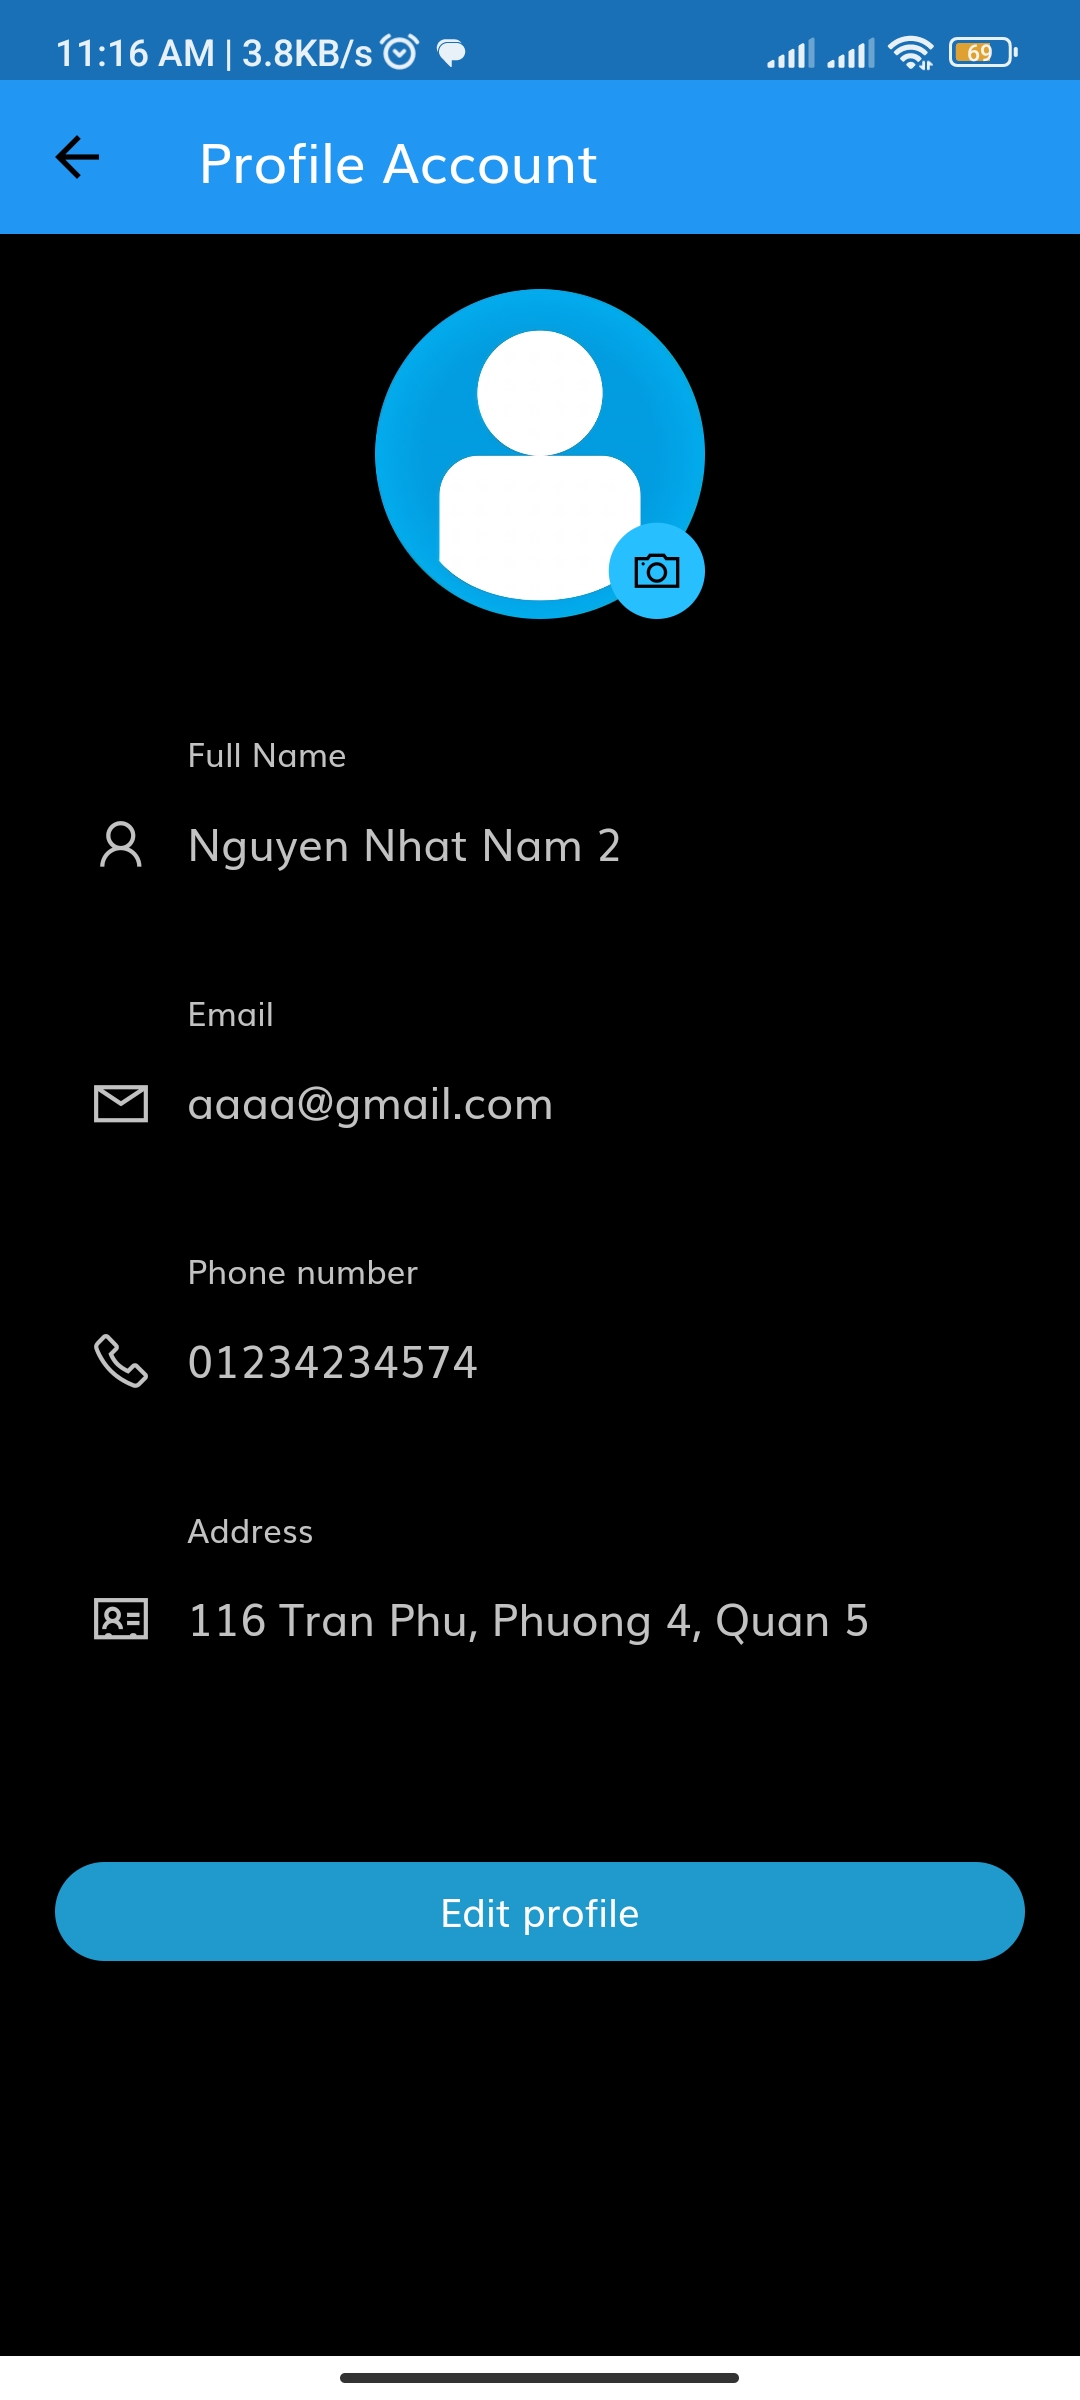 11:16 AM | 3.8KB/s
69
Profile Account
Full Name
Nguyen Nhat Nam 2
Email
aaaa@gmail.com
Phone number
01234234574
Address
116 Tran Phu, Phuong 4, Quan 5
Edit profile